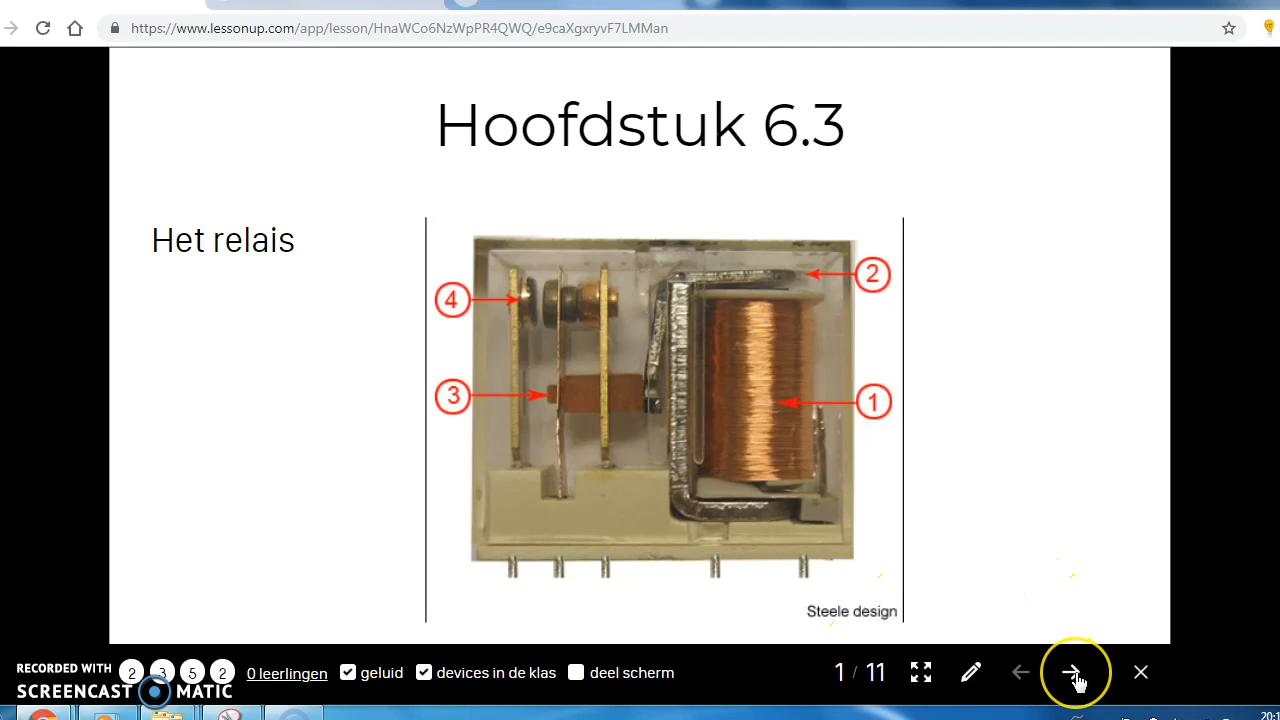 https://www.lessonup.com/app/lesson/HnaWCo6NzWpPR4QWQ/e9caXgxryvF7LMMan
Hoofdstuk 6.3
Het relais
2
4
3
1
Steele design
RECORDED WITH
SCREENCAST MATIC
2 3 5 2 0 leerlingen geluid devices in de klas deel scherm 1 / 11